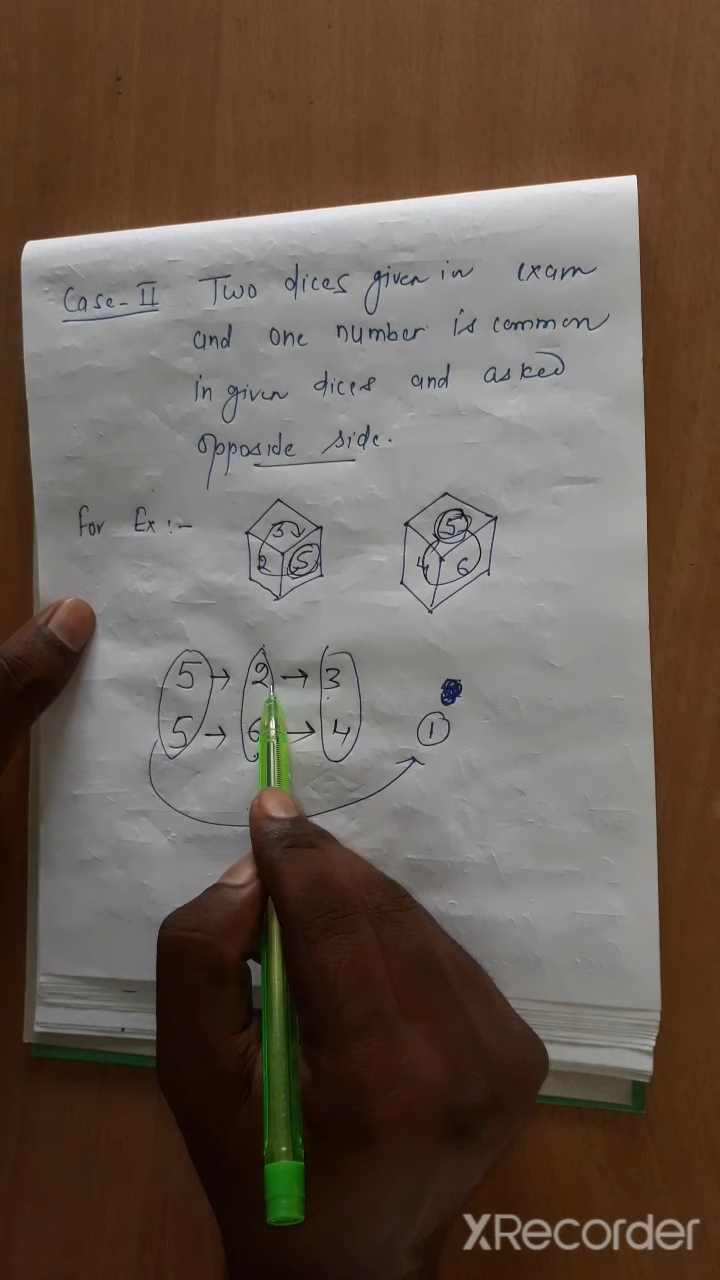 Case-II Two dices given in exam
and one number is common
in given dices and asked
opposide side.
For Ex:-
3 5
2 5 4 6
5 → 2 → 3
5 → 6 → 4 1
XRecorder